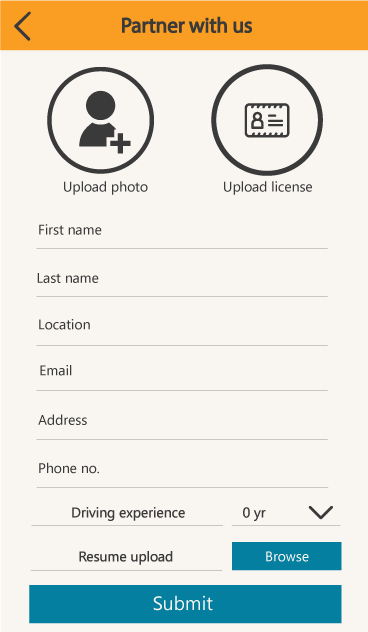 Partner with us
Upload photo
Upload license
First name
Last name
Location
Email
Address
Phone no.
Driving experience
0 yr
Resume upload
Browse
Submit